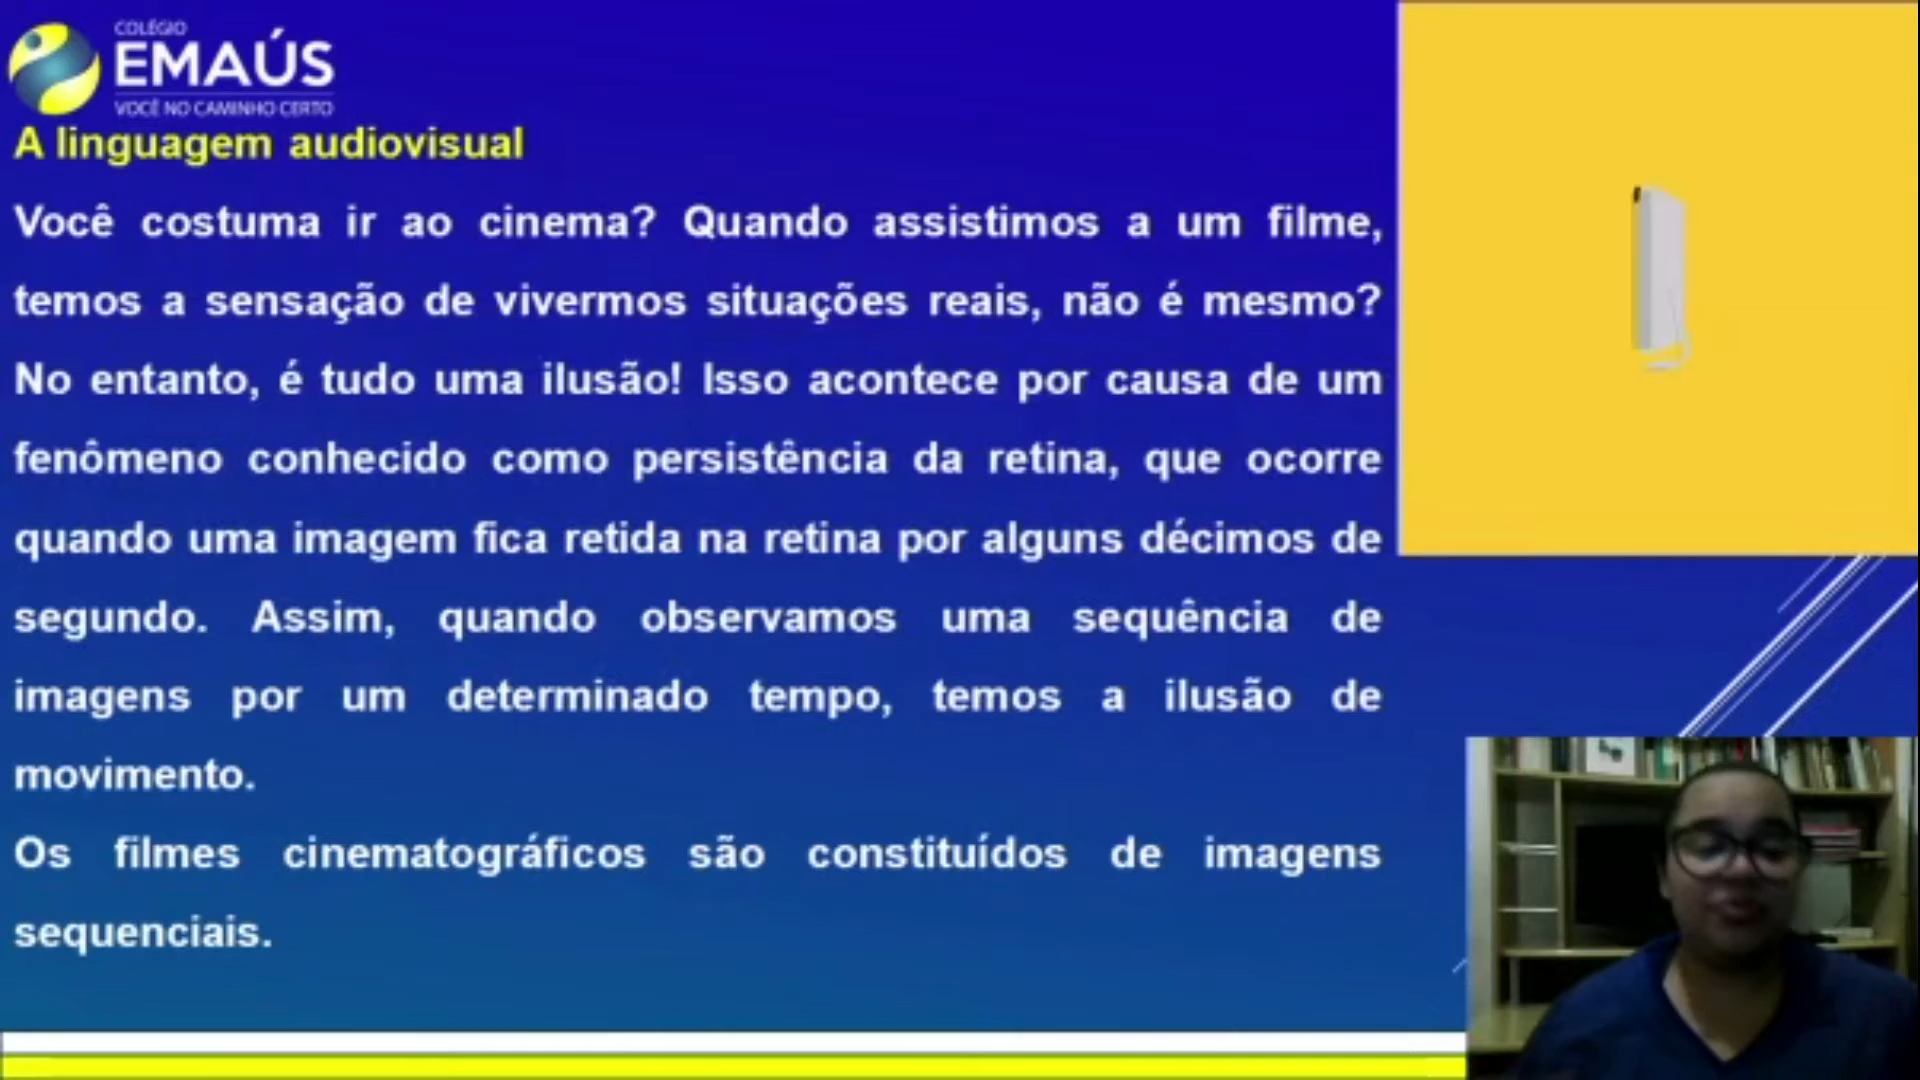 COLÉGIO
EMAÚS
VOCÊ NO CAMINHO CERTO
A linguagem audiovisual
Você costuma ir ao cinema? Quando assistimos a um filme,
temos a sensação de vivermos situações reais, não é mesmo?
No entanto, é tudo uma ilusão! Isso acontece por causa de um
fenômeno conhecido como persistência da retina, que ocorre
quando uma imagem fica retida na retina por alguns décimos de
segundo. Assim, quando observamos uma sequência de
imagens por um determinado tempo, temos a ilusão de
movimento.
Os filmes cinematográficos são constituídos de imagens
sequenciais.